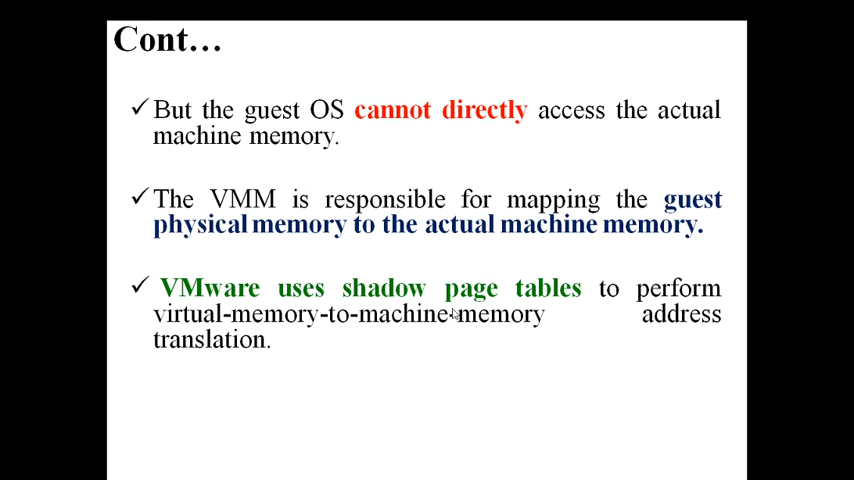 Cont…
✓ But the guest OS cannot directly access the actual
machine memory.
✓ The VMM is responsible for mapping the guest
physical memory to the actual machine memory.
✓ VMware uses shadow page tables to perform
virtual-memory-to-machine-memory address
translation.